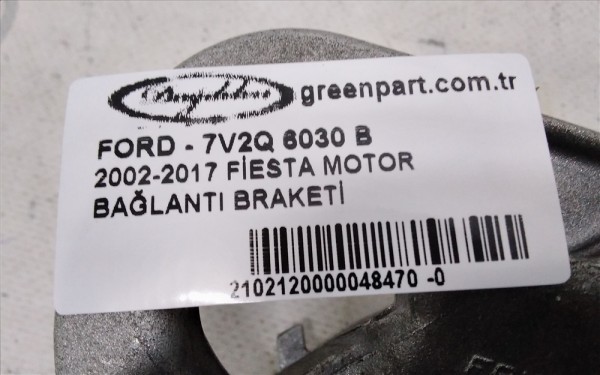 greenpart.com.tr
FORD - 7V2Q 6030 B
2002-2017 FİESTA MOTOR
BAĞLANTI BRAKETİ
2102120000048470 -0